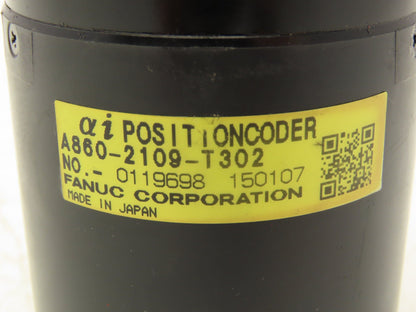 αi POSITIONCODER
A860-2109-T302
NO.- 0119698 150107
FANUC CORPORATION
MADE IN JAPAN